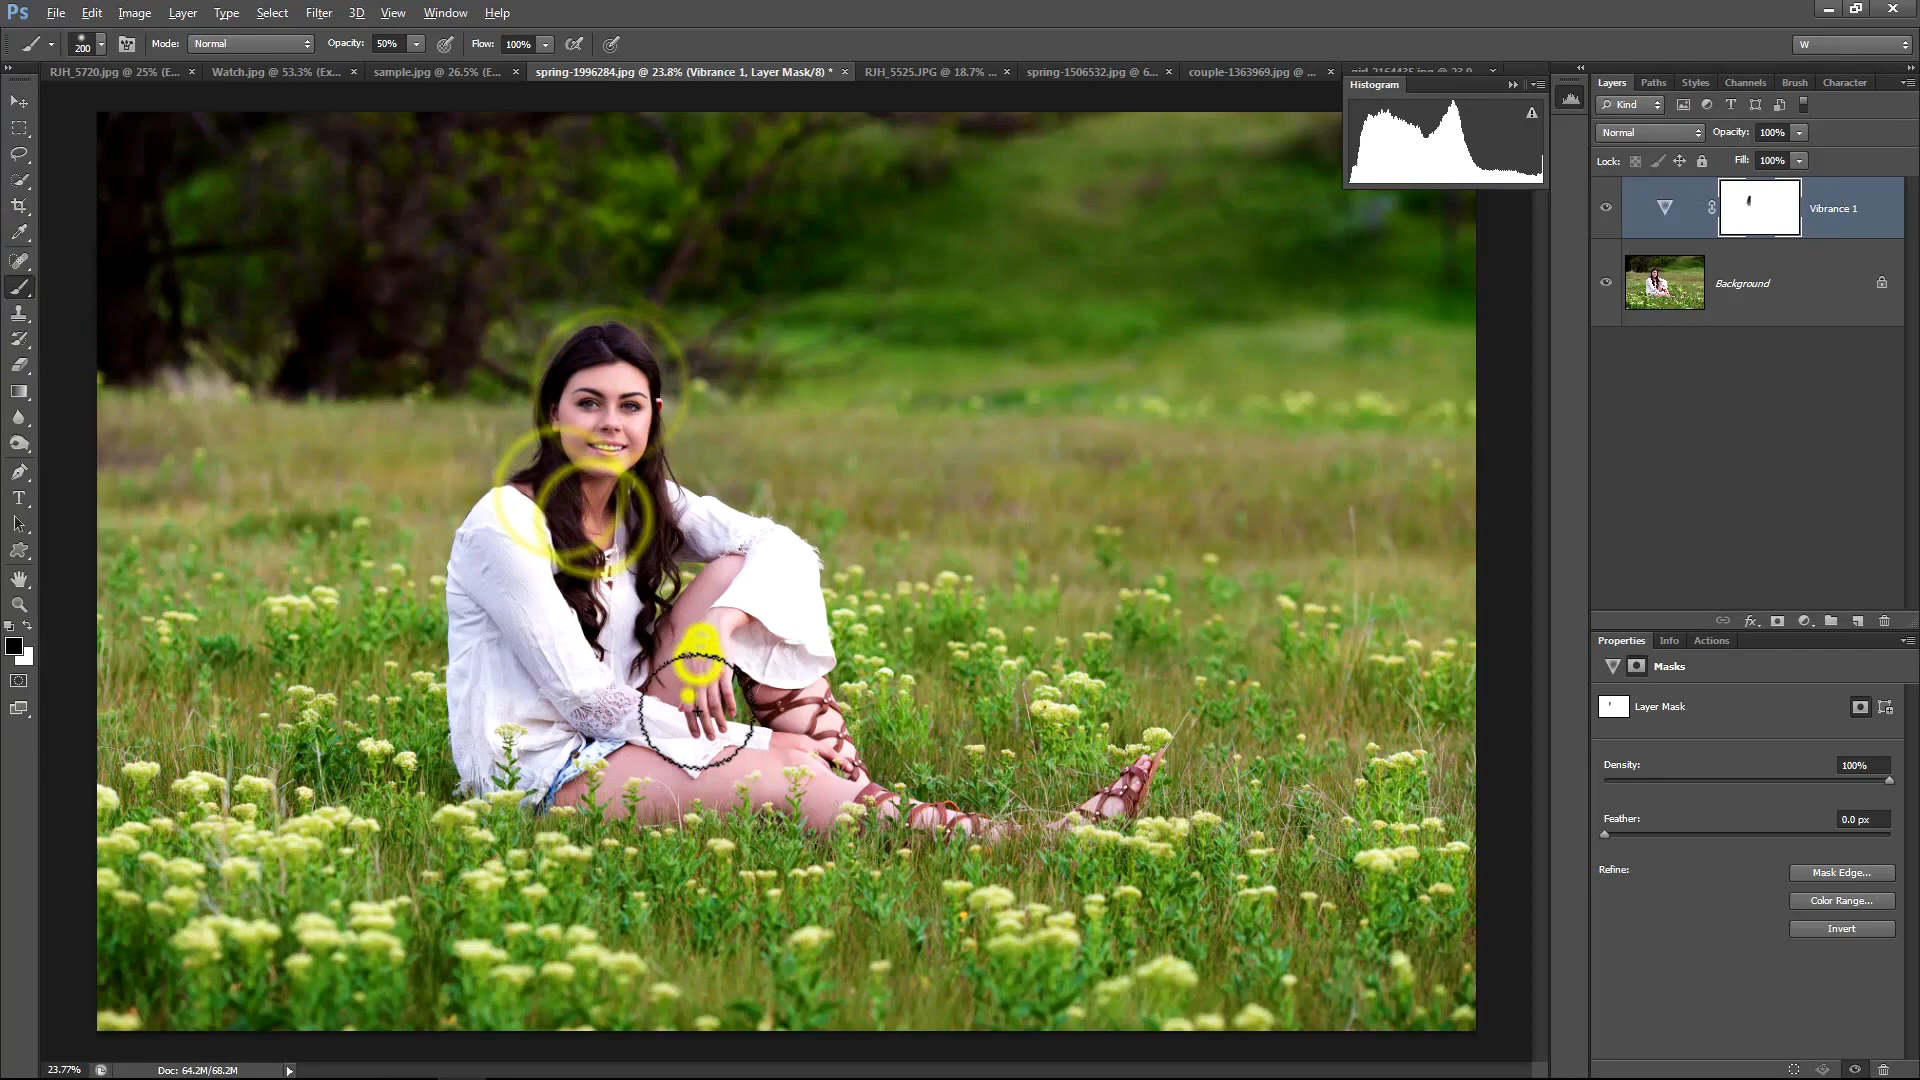 Ps File Edit Image Layer Type Select Filter 3D View Window Help
200 Mode: Normal Opacity: 50% Flow: 100% W
RJH_5720.jpg @ 25% (E... × Watch.jpg @ 53.3% (Ex... × sample.jpg @ 26.5% (E... × spring-1996284.jpg @ 23.8% (Vibrance 1, Layer Mask/8) * × RJH_5525.JPG @ 18.7% ... × spring-1506532.jpg @ 6... × couple-1363969.jpg @ ... ×
Histogram
Layers Paths Styles Channels Brush Character
Kind
Normal Opacity: 100%
Lock: Fill: 100%
Vibrance 1
Background
Properties Info Actions
Masks
Layer Mask
Density: 100%
Feather: 0.0 px
Refine: Mask Edge...
Color Range...
Invert
23.77% Doc: 64.2M/68.2M